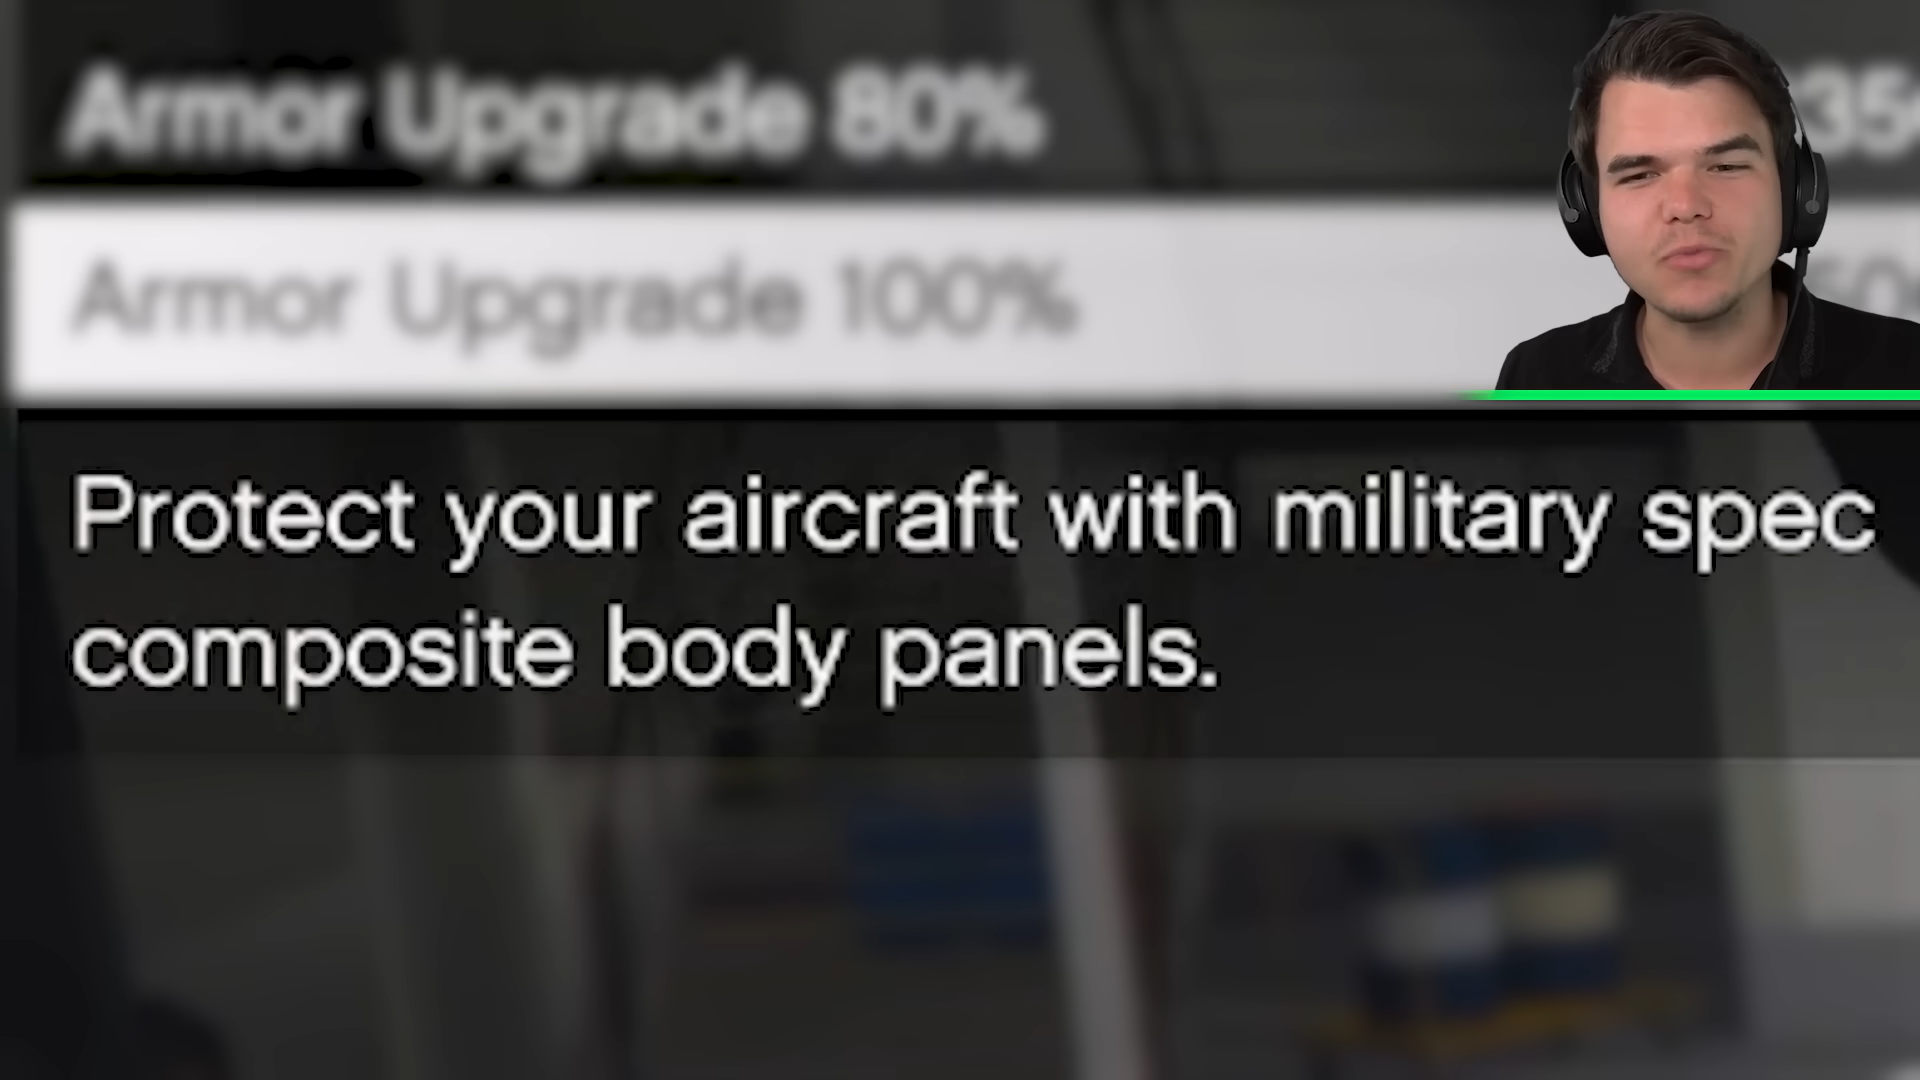 Armor Upgrade 80%
Armor Upgrade 100%
Protect your aircraft with military spec
composite body panels.